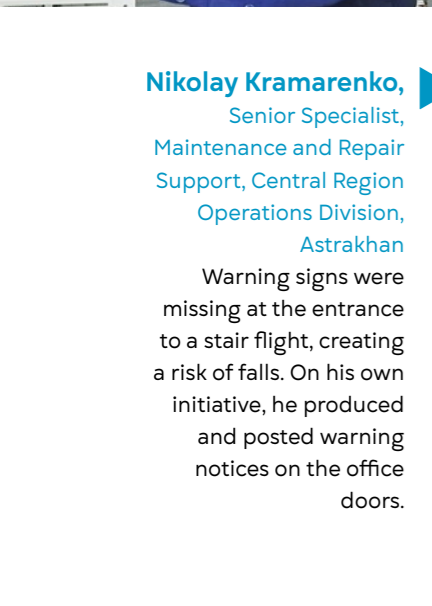 Nikolay Kramarenko,
Senior Specialist,
Maintenance and Repair
Support, Central Region
Operations Division,
Astrakhan
Warning signs were
missing at the entrance
to a stair flight, creating
a risk of falls. On his own
initiative, he produced
and posted warning
notices on the office
doors.